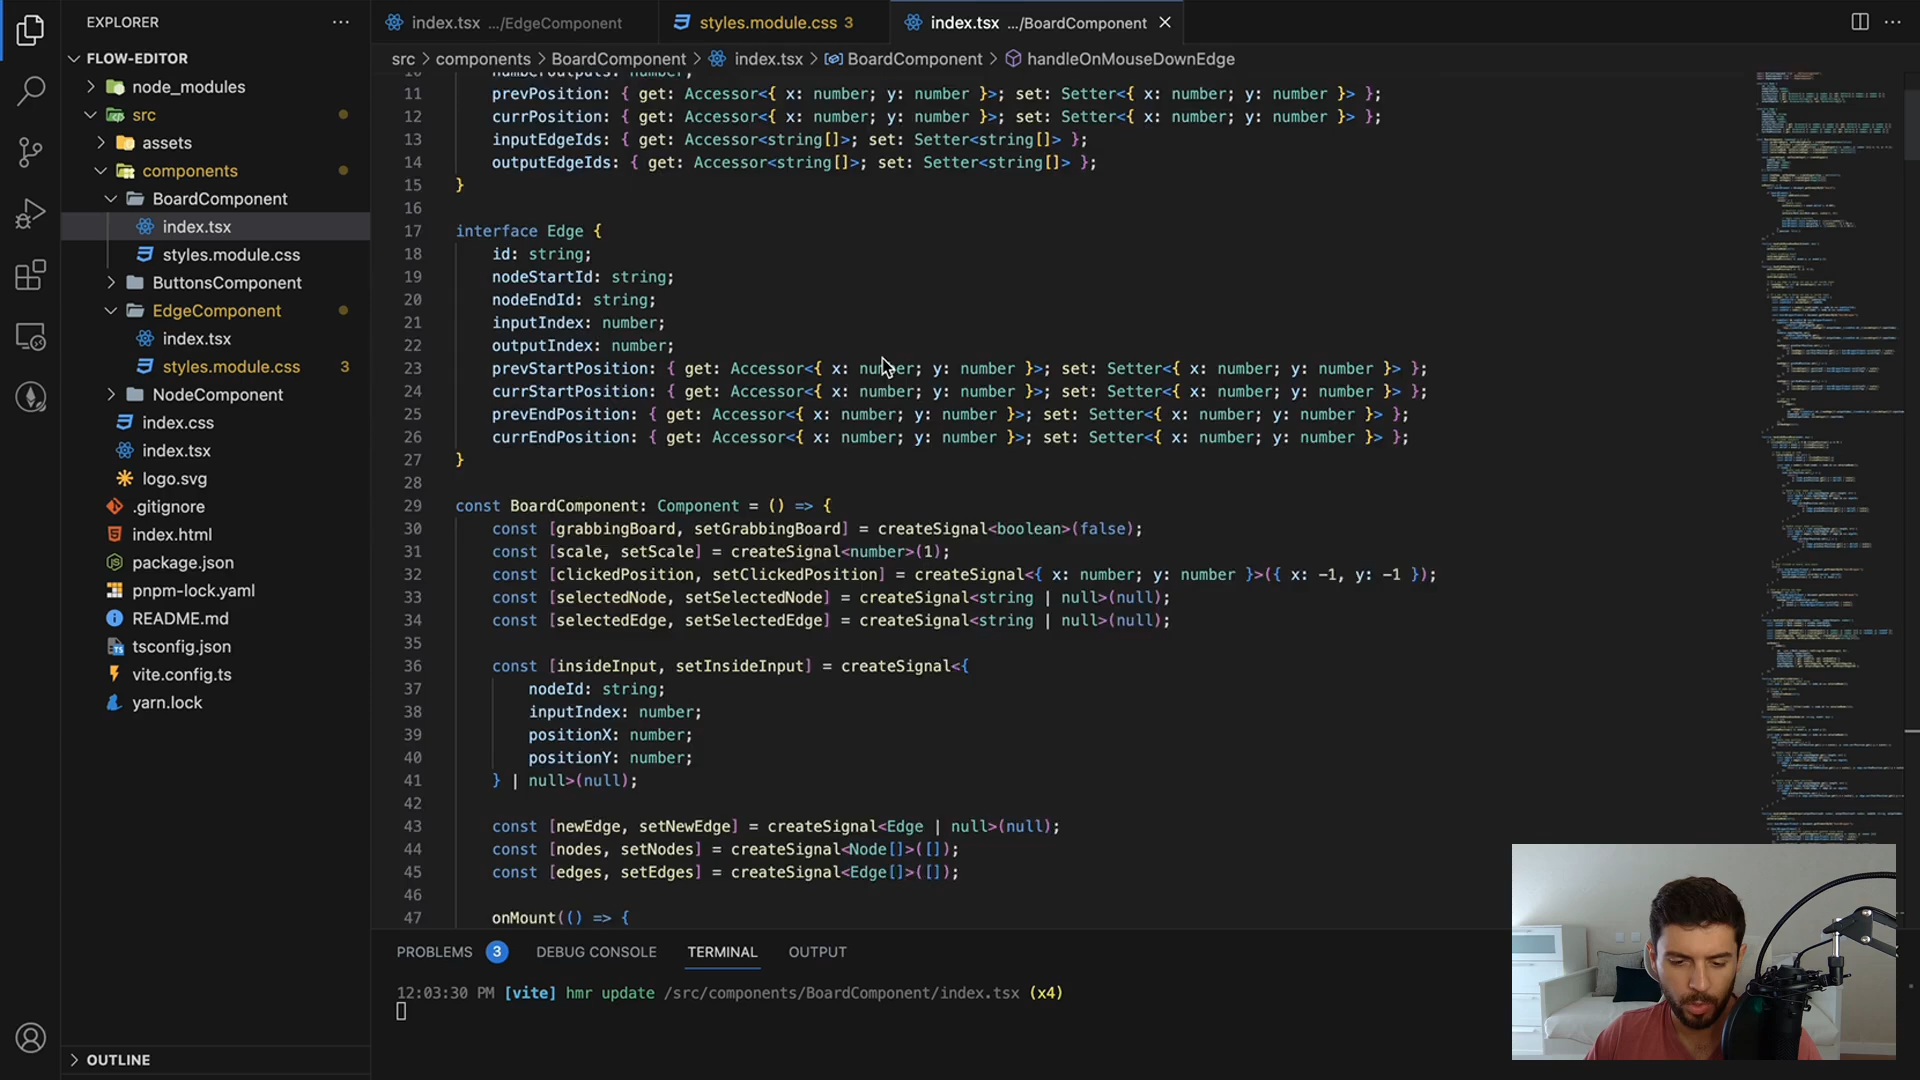 EXPLORER
FLOW-EDITOR
node_modules
src
assets
components
BoardComponent
index.tsx
styles.module.css
ButtonsComponent
EdgeComponent
index.tsx
styles.module.css 3
NodeComponent
index.css
index.tsx
logo.svg
.gitignore
index.html
package.json
pnpm-lock.yaml
README.md
tsconfig.json
vite.config.ts
yarn.lock
OUTLINE
index.tsx .../EdgeComponent
styles.module.css 3
index.tsx .../BoardComponent
src > components > BoardComponent > index.tsx > BoardComponent > handleOnMouseDownEdge
11 prevPosition: { get: Accessor<{ x: number; y: number }>; set: Setter<{ x: number; y: number }> };
12 currPosition: { get: Accessor<{ x: number; y: number }>; set: Setter<{ x: number; y: number }> };
13 inputEdgeIds: { get: Accessor<string[]>; set: Setter<string[]> };
14 outputEdgeIds: { get: Accessor<string[]>; set: Setter<string[]> };
15 }
16
17 interface Edge {
18 id: string;
19 nodeStartId: string;
20 nodeEndId: string;
21 inputIndex: number;
22 outputIndex: number;
23 prevStartPosition: { get: Accessor<{ x: number; y: number }>; set: Setter<{ x: number; y: number }> };
24 currStartPosition: { get: Accessor<{ x: number; y: number }>; set: Setter<{ x: number; y: number }> };
25 prevEndPosition: { get: Accessor<{ x: number; y: number }>; set: Setter<{ x: number; y: number }> };
26 currEndPosition: { get: Accessor<{ x: number; y: number }>; set: Setter<{ x: number; y: number }> };
27 }
28
29 const BoardComponent: Component = () => {
30 const [grabbingBoard, setGrabbingBoard] = createSignal<boolean>(false);
31 const [scale, setScale] = createSignal<number>(1);
32 const [clickedPosition, setClickedPosition] = createSignal<{ x: number; y: number }>({ x: -1, y: -1 });
33 const [selectedNode, setSelectedNode] = createSignal<string | null>(null);
34 const [selectedEdge, setSelectedEdge] = createSignal<string | null>(null);
35
36 const [insideInput, setInsideInput] = createSignal<{
37 nodeId: string;
38 inputIndex: number;
39 positionX: number;
40 positionY: number;
41 } | null>(null);
42
43 const [newEdge, setNewEdge] = createSignal<Edge | null>(null);
44 const [nodes, setNodes] = createSignal<Node[]>([]);
45 const [edges, setEdges] = createSignal<Edge[]>([]);
46
47 onMount(() => {
PROBLEMS 3 DEBUG CONSOLE TERMINAL OUTPUT
12:03:30 PM [vite] hmr update /src/components/BoardComponent/index.tsx (x4)